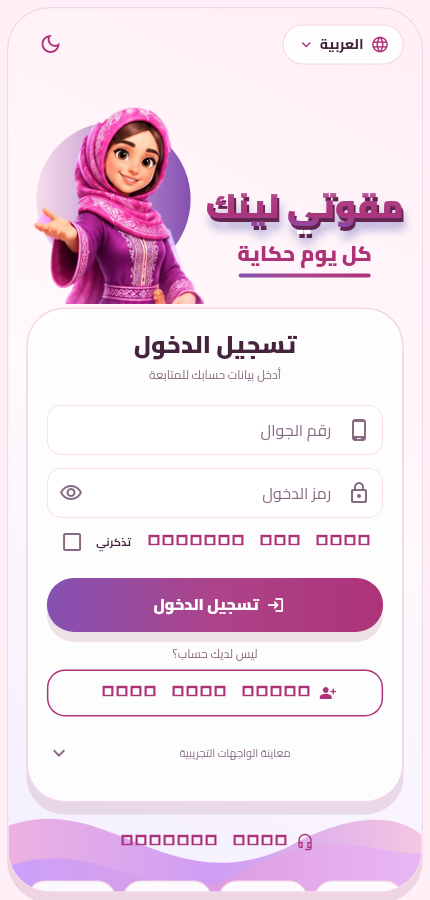 العربية
مقوتي لينك
كل يوم حكاية
تسجيل الدخول
أدخل بيانات حسابك للمتابعة
رقم الجوال
رمز الدخول
تذكرني
تسجيل الدخول
ليس لديك حساب؟
معاينة الواجهات التجريبية